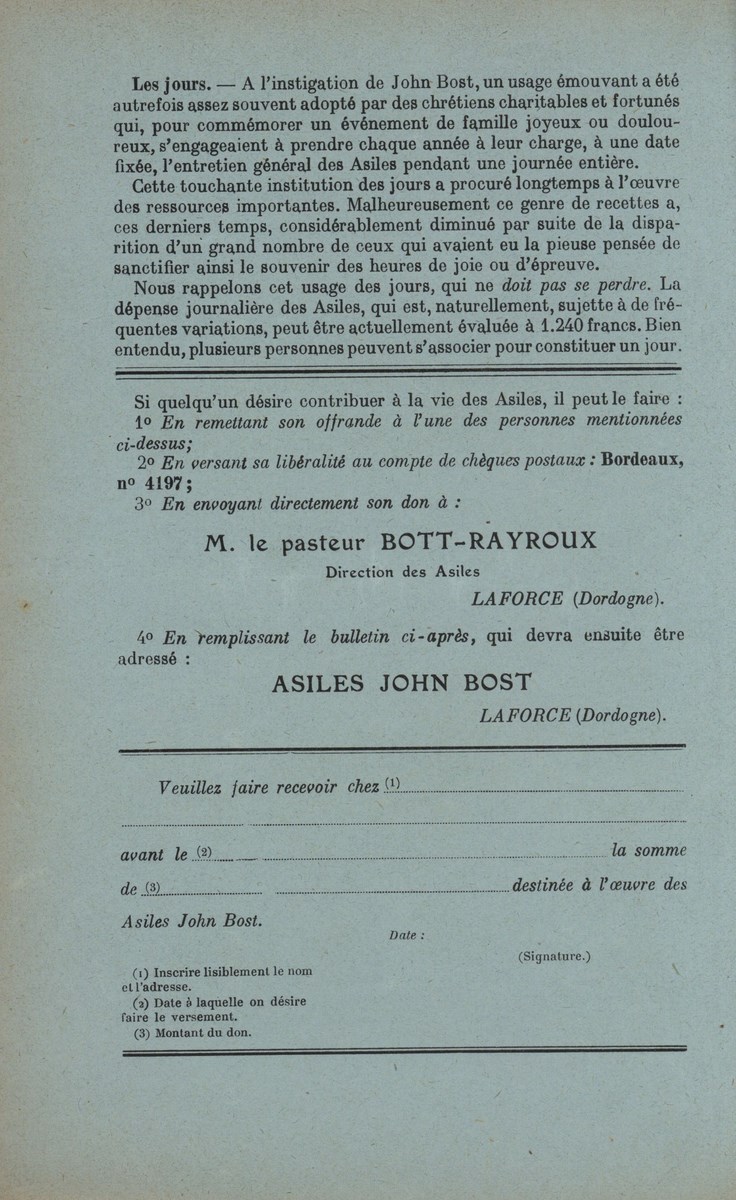 Les jours. — A l'instigation de John Bost, un usage émouvant a été
autrefois assez souvent adopté par des chrétiens charitables et fortunés
qui, pour commémorer un événement de famille joyeux ou doulou-
reux, s'engageaient à prendre chaque année à leur charge, à une date
fixée, l'entretien général des Asiles pendant une journée entière.
Cette touchante institution des jours a procuré longtemps à l'œuvre
des ressources importantes. Malheureusement ce genre de recettes a,
ces derniers temps, considérablement diminué par suite de la dispa-
rition d'un grand nombre de ceux qui avaient eu la pieuse pensée de
sanctifier ainsi le souvenir des heures de joie ou d'épreuve.
Nous rappelons cet usage des jours, qui ne doit pas se perdre. La
dépense journalière des Asiles, qui est, naturellement, sujette à de fré-
quentes variations, peut être actuellement évaluée à 1.240 francs. Bien
entendu, plusieurs personnes peuvent s'associer pour constituer un jour.
Si quelqu'un désire contribuer à la vie des Asiles, il peut le faire :
1º En remettant son offrande à l'une des personnes mentionnées
ci-dessus;
2º En versant sa libéralité au compte de chèques postaux : Bordeaux,
nº 4197;
3º En envoyant directement son don à :
M. le pasteur BOTT-RAYROUX
Direction des Asiles
LAFORCE (Dordogne).
4º En remplissant le bulletin ci-après, qui devra ensuite être
adressé :
ASILES JOHN BOST
LAFORCE (Dordogne).
Veuillez faire recevoir chez (1)
avant le (2) la somme
de (3) destinée à l'œuvre des
Asiles John Bost.
Date :
(Signature.)
(1) Inscrire lisiblement le nom
et l'adresse.
(2) Date à laquelle on désire
faire le versement.
(3) Montant du don.